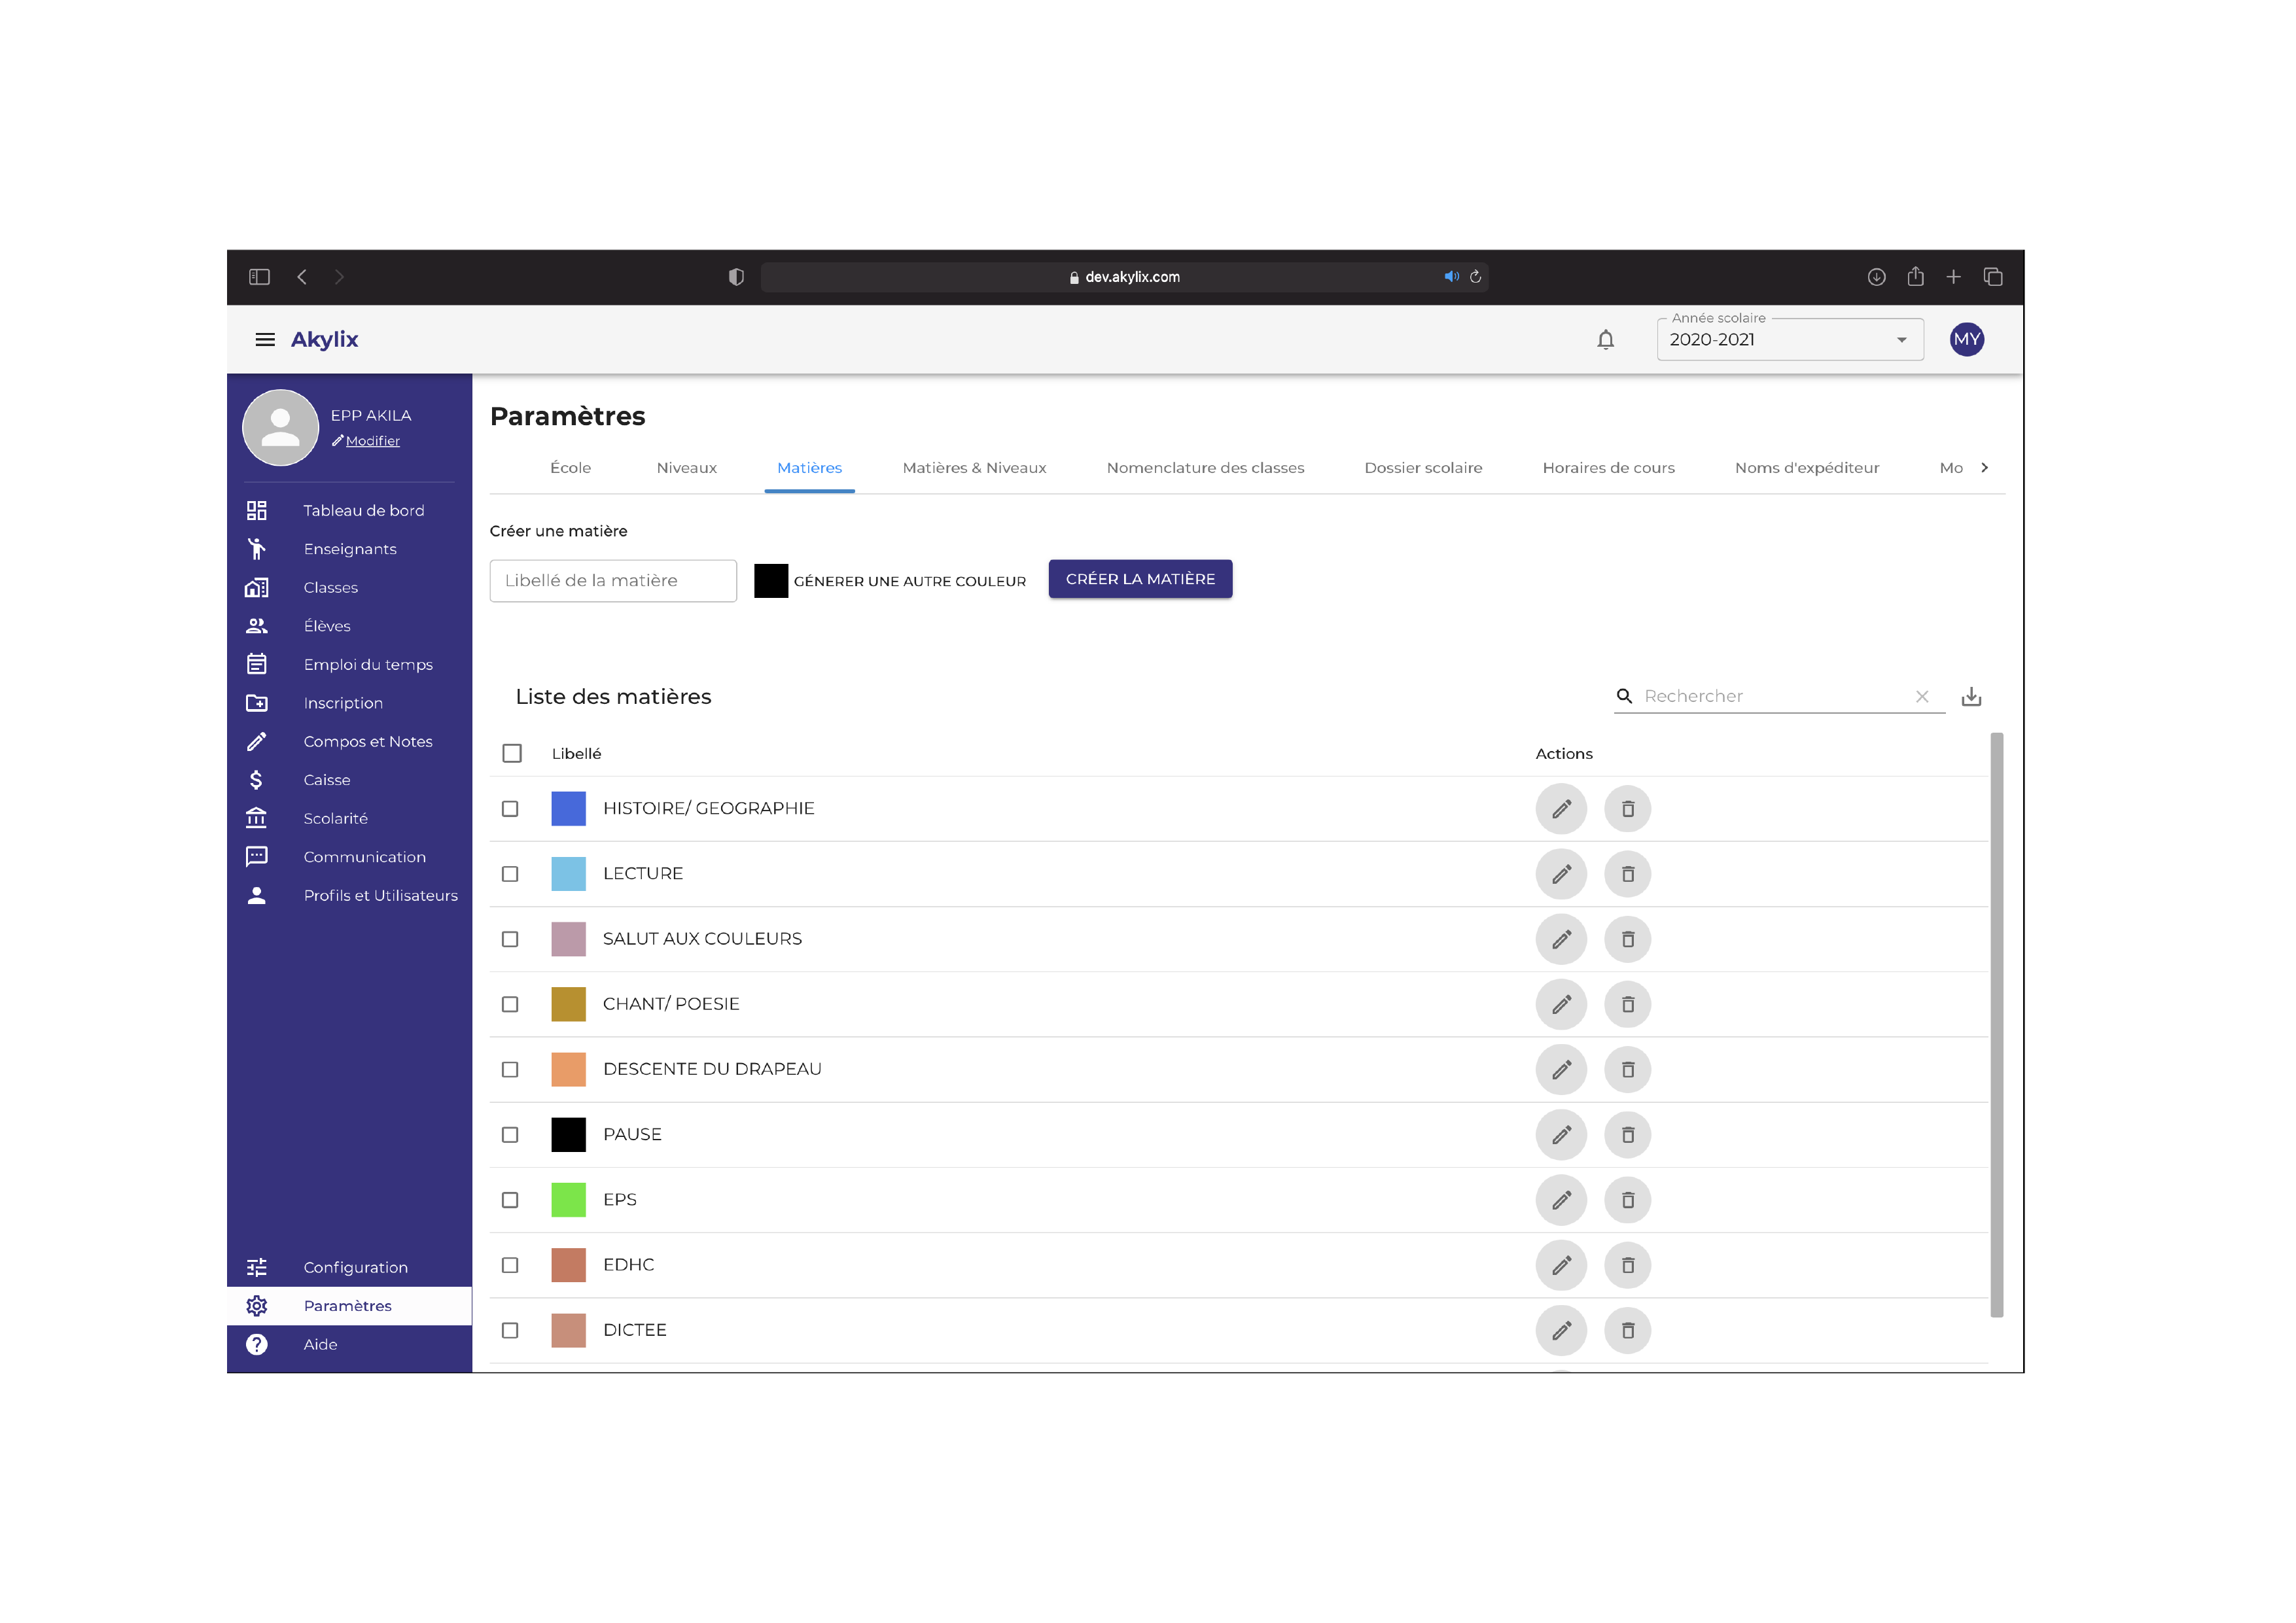 dev.akylix.com
Akylix
Année scolaire
2020-2021
MY
EPP AKILA
Modifier
Tableau de bord
Enseignants
Classes
Élèves
Emploi du temps
Inscription
Compos et Notes
Caisse
Scolarité
Communication
Profils et Utilisateurs
Configuration
Paramètres
Aide
Paramètres
École Niveaux Matières Matières & Niveaux Nomenclature des classes Dossier scolaire Horaires de cours Noms d'expéditeur Mo
Créer une matière
Libellé de la matière GÉNERER UNE AUTRE COULEUR CRÉER LA MATIÈRE
Liste des matières Rechercher
Libellé Actions
HISTOIRE/ GEOGRAPHIE
LECTURE
SALUT AUX COULEURS
CHANT/ POESIE
DESCENTE DU DRAPEAU
PAUSE
EPS
EDHC
DICTEE